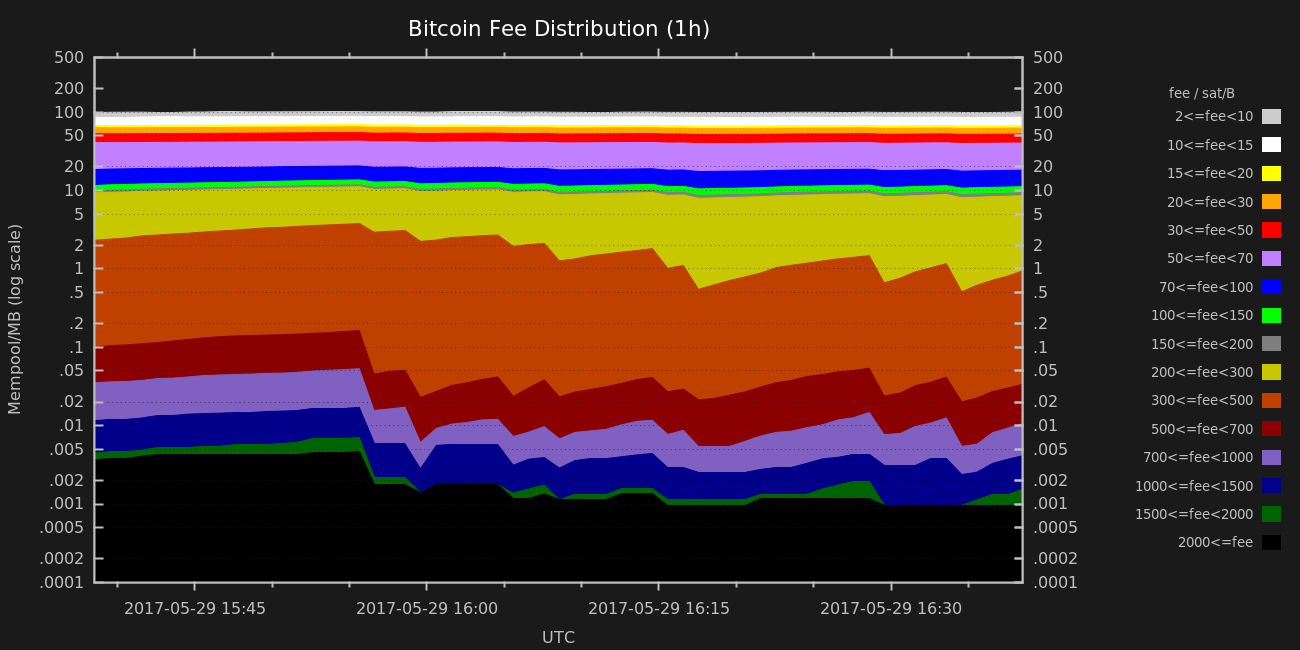 Bitcoin Fee Distribution (1h)
Mempool/MB (log scale)
500
200
100
50
20
10
5
2
1
.5
.2
.1
.05
.02
.01
.005
.002
.001
.0005
.0002
.0001
500
200
100
50
20
10
5
2
1
.5
.2
.1
.05
.02
.01
.005
.002
.001
.0005
.0002
.0001
2017-05-29 15:45
2017-05-29 16:00
2017-05-29 16:15
2017-05-29 16:30
UTC
fee / sat/B
2<=fee<10
10<=fee<15
15<=fee<20
20<=fee<30
30<=fee<50
50<=fee<70
70<=fee<100
100<=fee<150
150<=fee<200
200<=fee<300
300<=fee<500
500<=fee<700
700<=fee<1000
1000<=fee<1500
1500<=fee<2000
2000<=fee